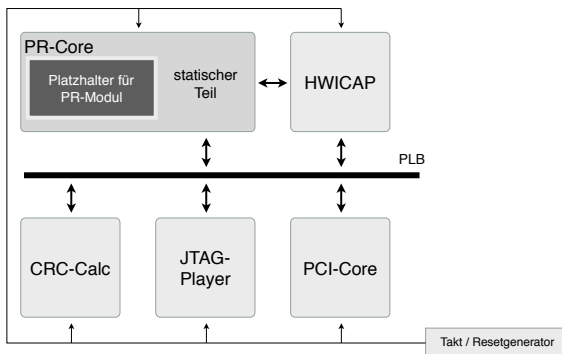 PR-Core
Platzhalter für
PR-Modul
statischer
Teil
HWICAP
PLB
CRC-Calc
JTAG-
Player
PCI-Core
Takt / Resetgenerator